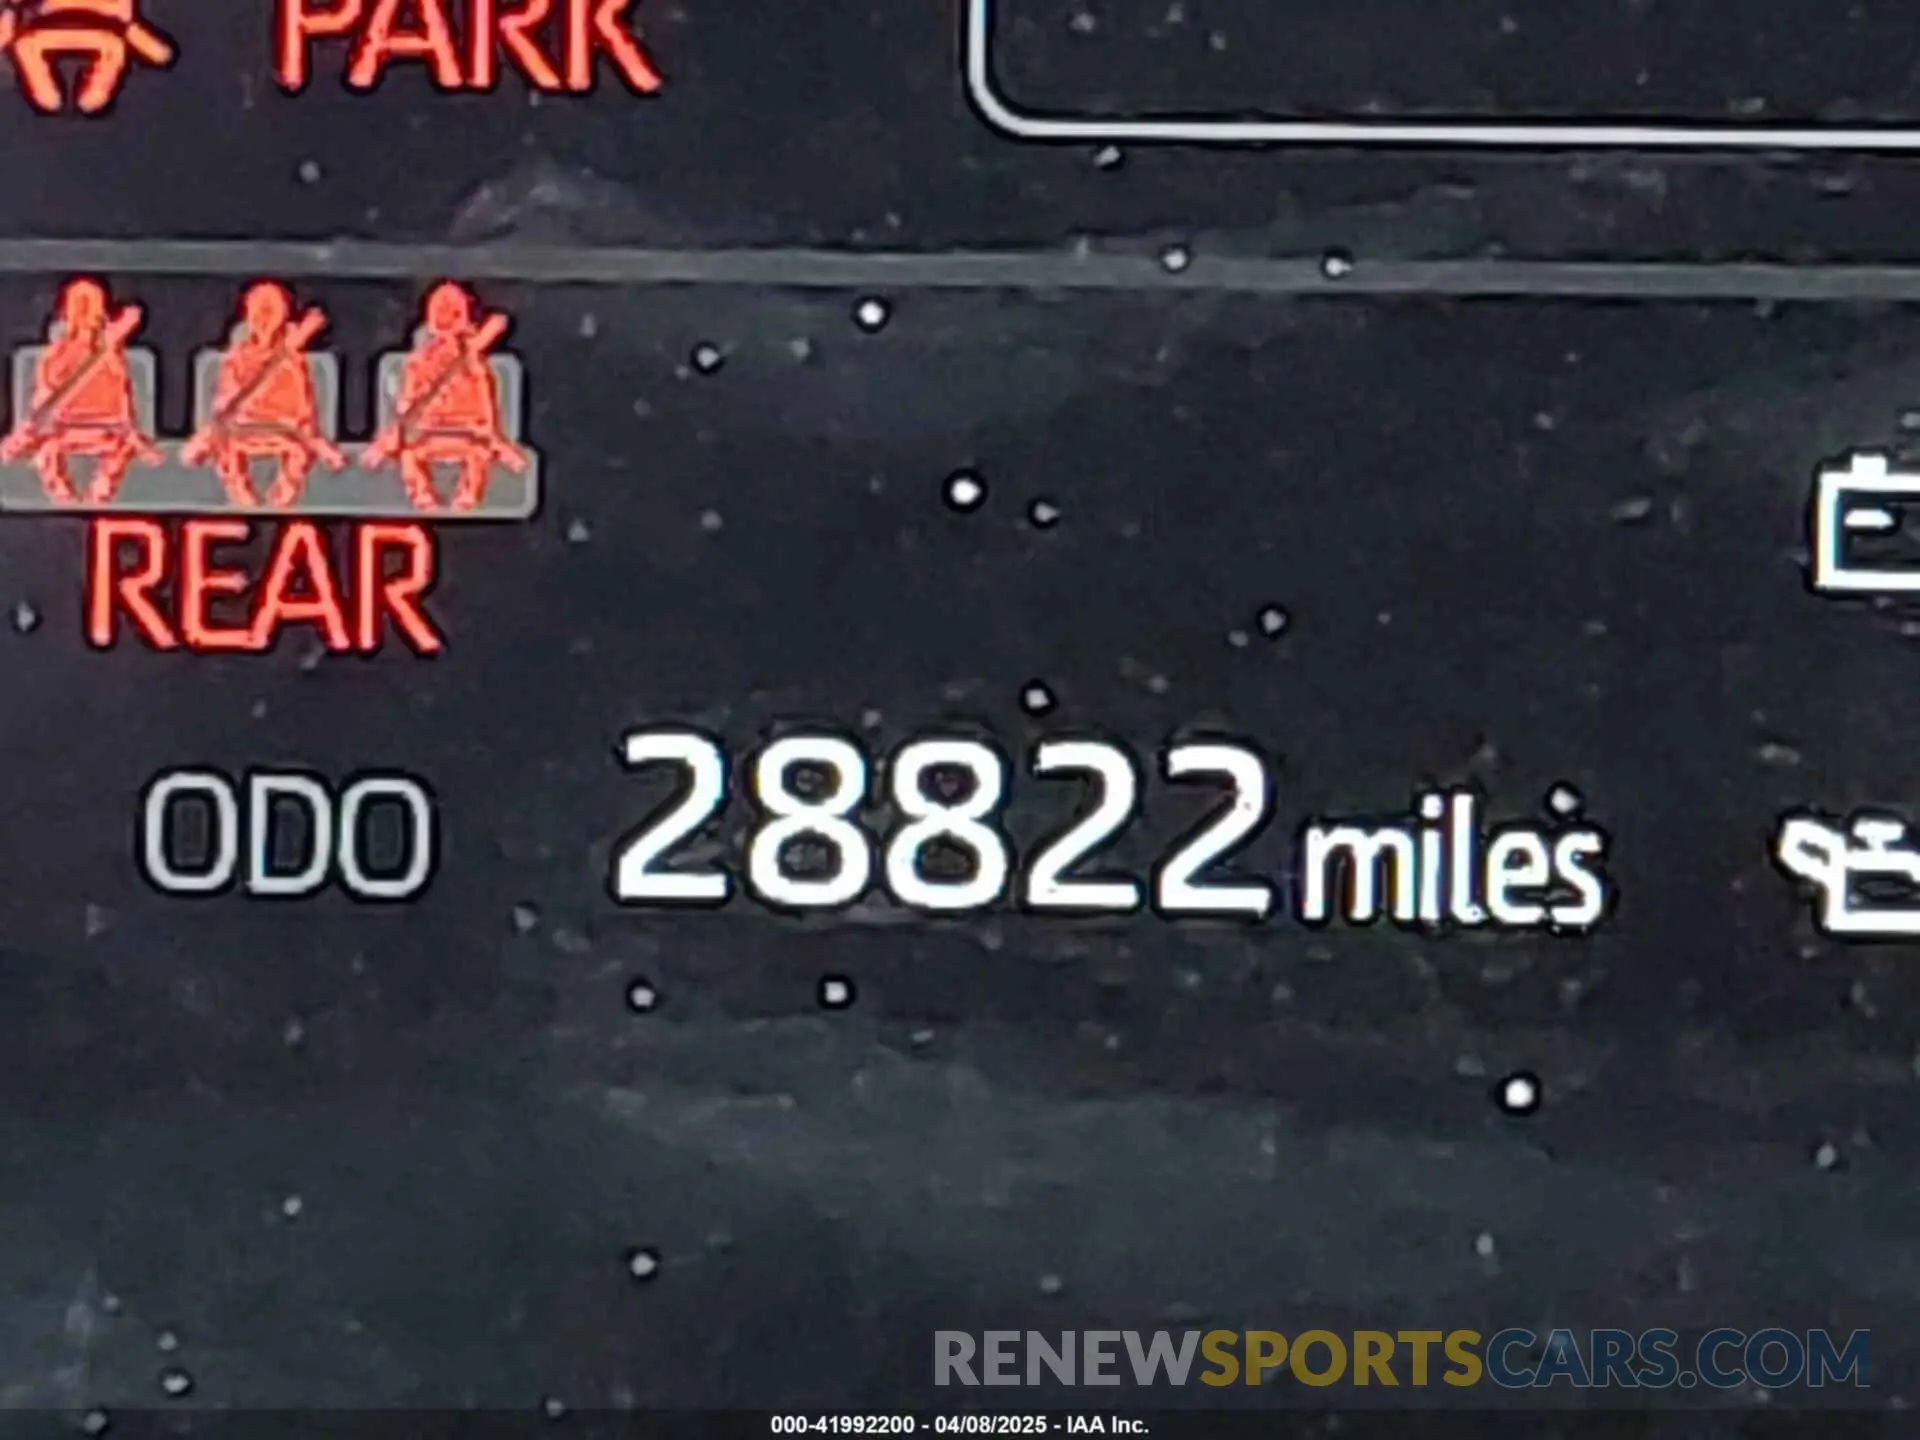 PARK
REAR
ODO 28822 miles
RENEWSPORTSCARS.COM
000-41992200 - 04/08/2025 - IAA Inc.